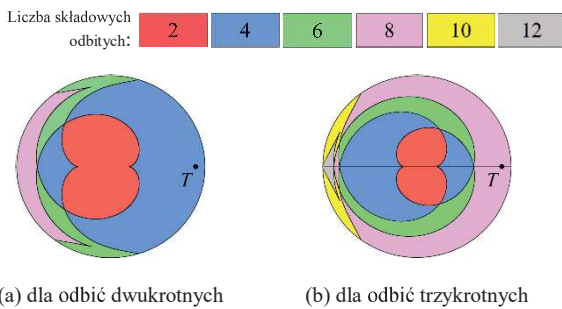 Liczba składowych
odbitych:
2 4 6 8 10 12
T T
(a) dla odbić dwukrotnych
(b) dla odbić trzykrotnych